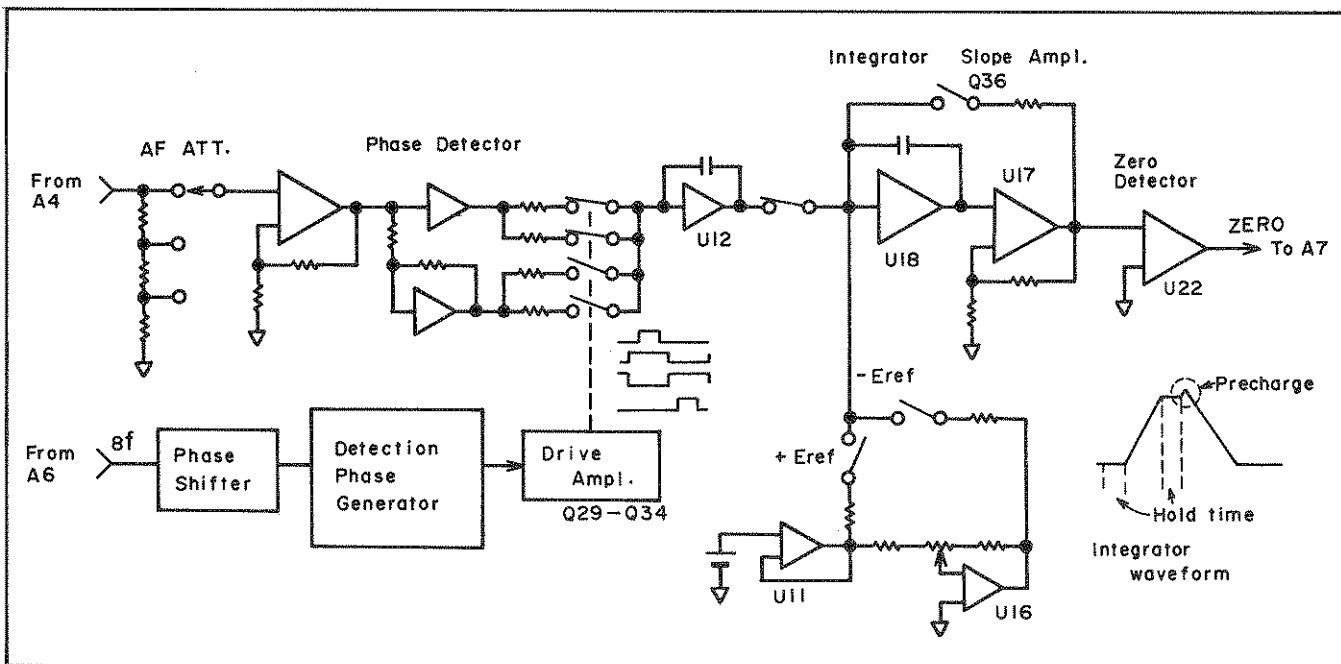 Integrator
Slope Ampl.
Q36
AF ATT.
Phase Detector
U17
Zero
Detector
From
A4
U12
U18
ZERO
To A7
U22
- Eref
Precharge
From
A6
8f
Phase
Shifter
Detection
Phase
Generator
Drive
Ampl.
Q29-Q34
+ Eref
Hold time
Integrator
waveform
U11
U16